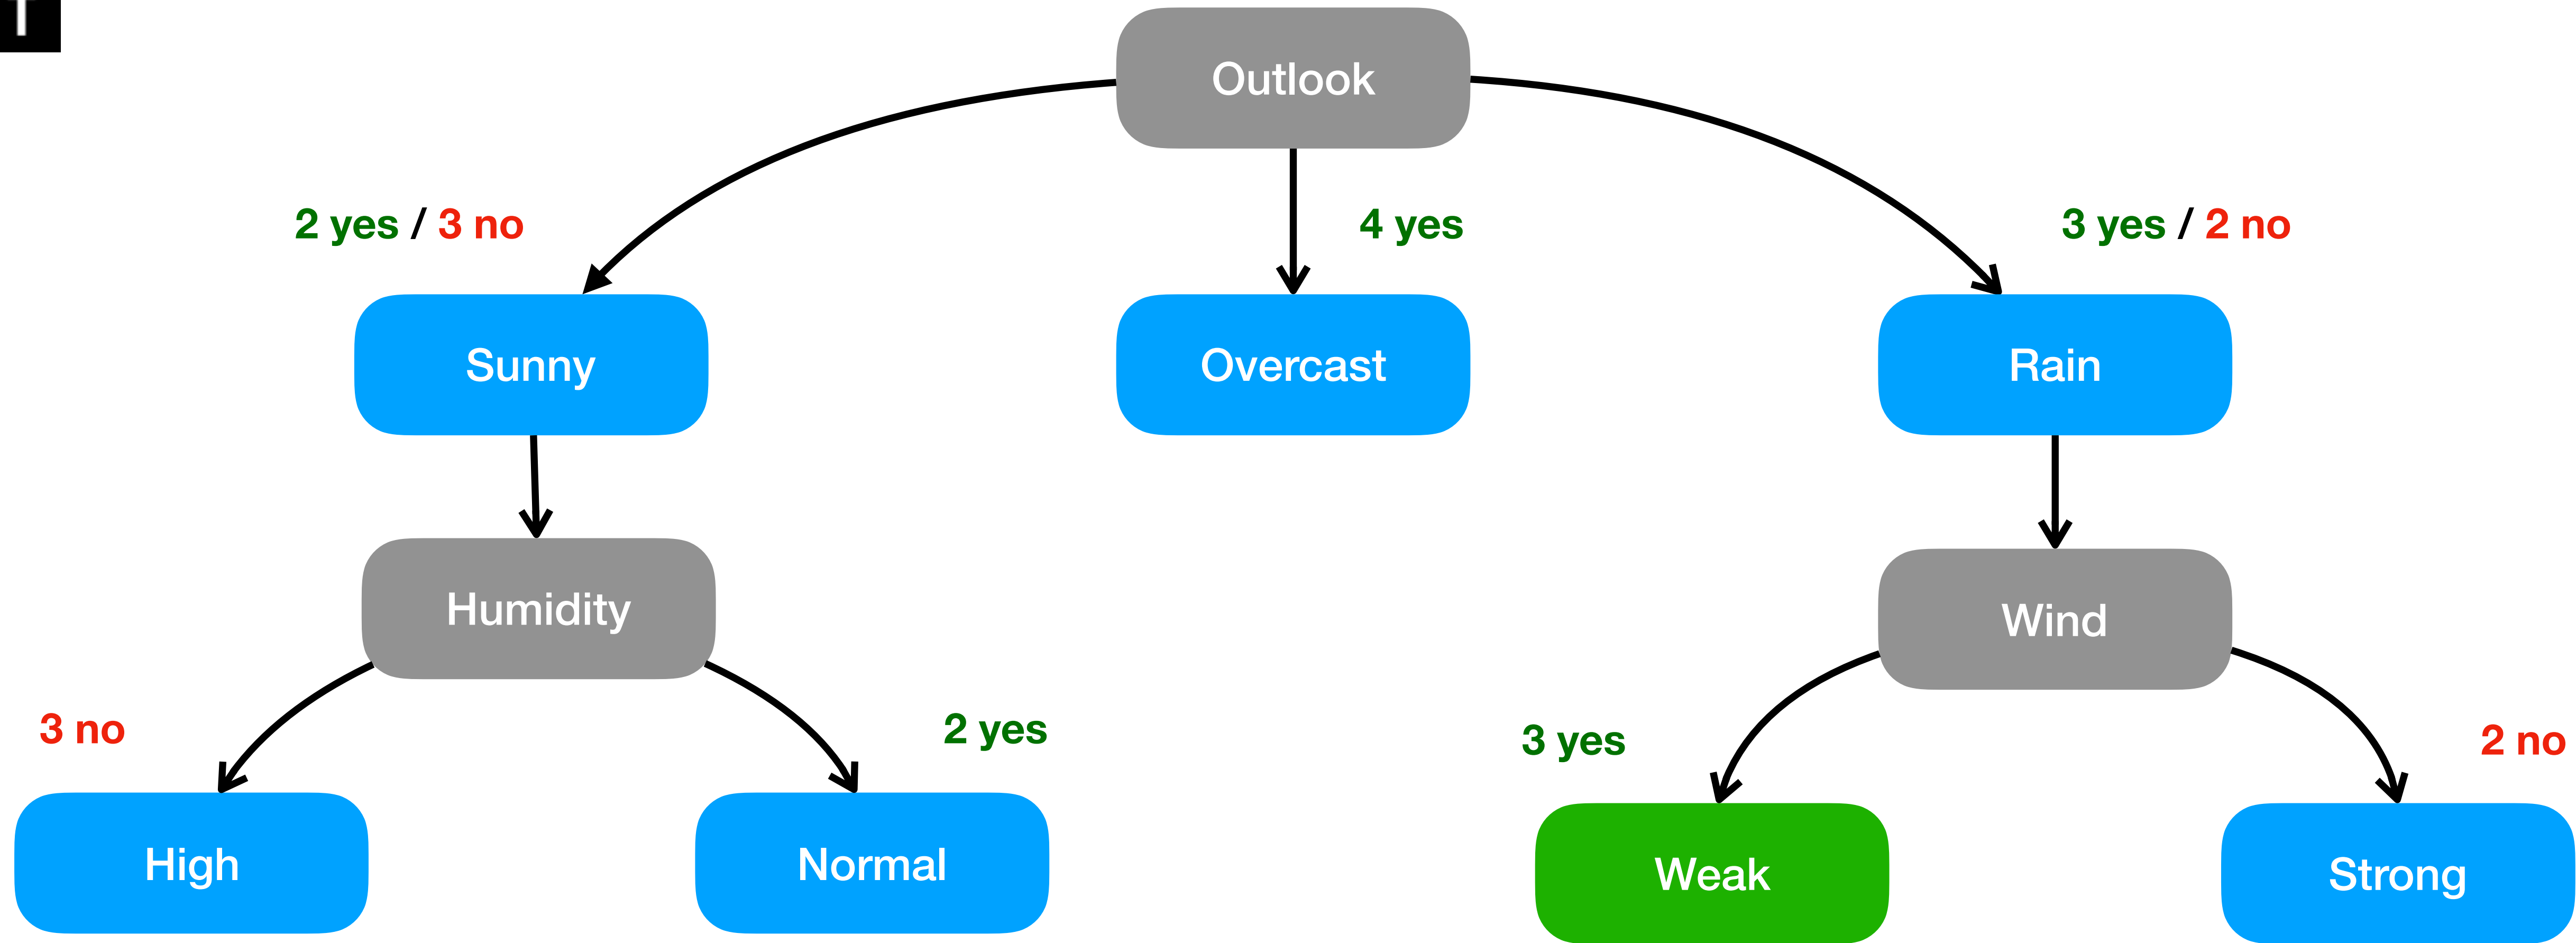 Outlook
2 yes / 3 no
4 yes
3 yes / 2 no
Sunny
Overcast
Rain
Humidity
Wind
3 no
2 yes
3 yes
2 no
High
Normal
Weak
Strong